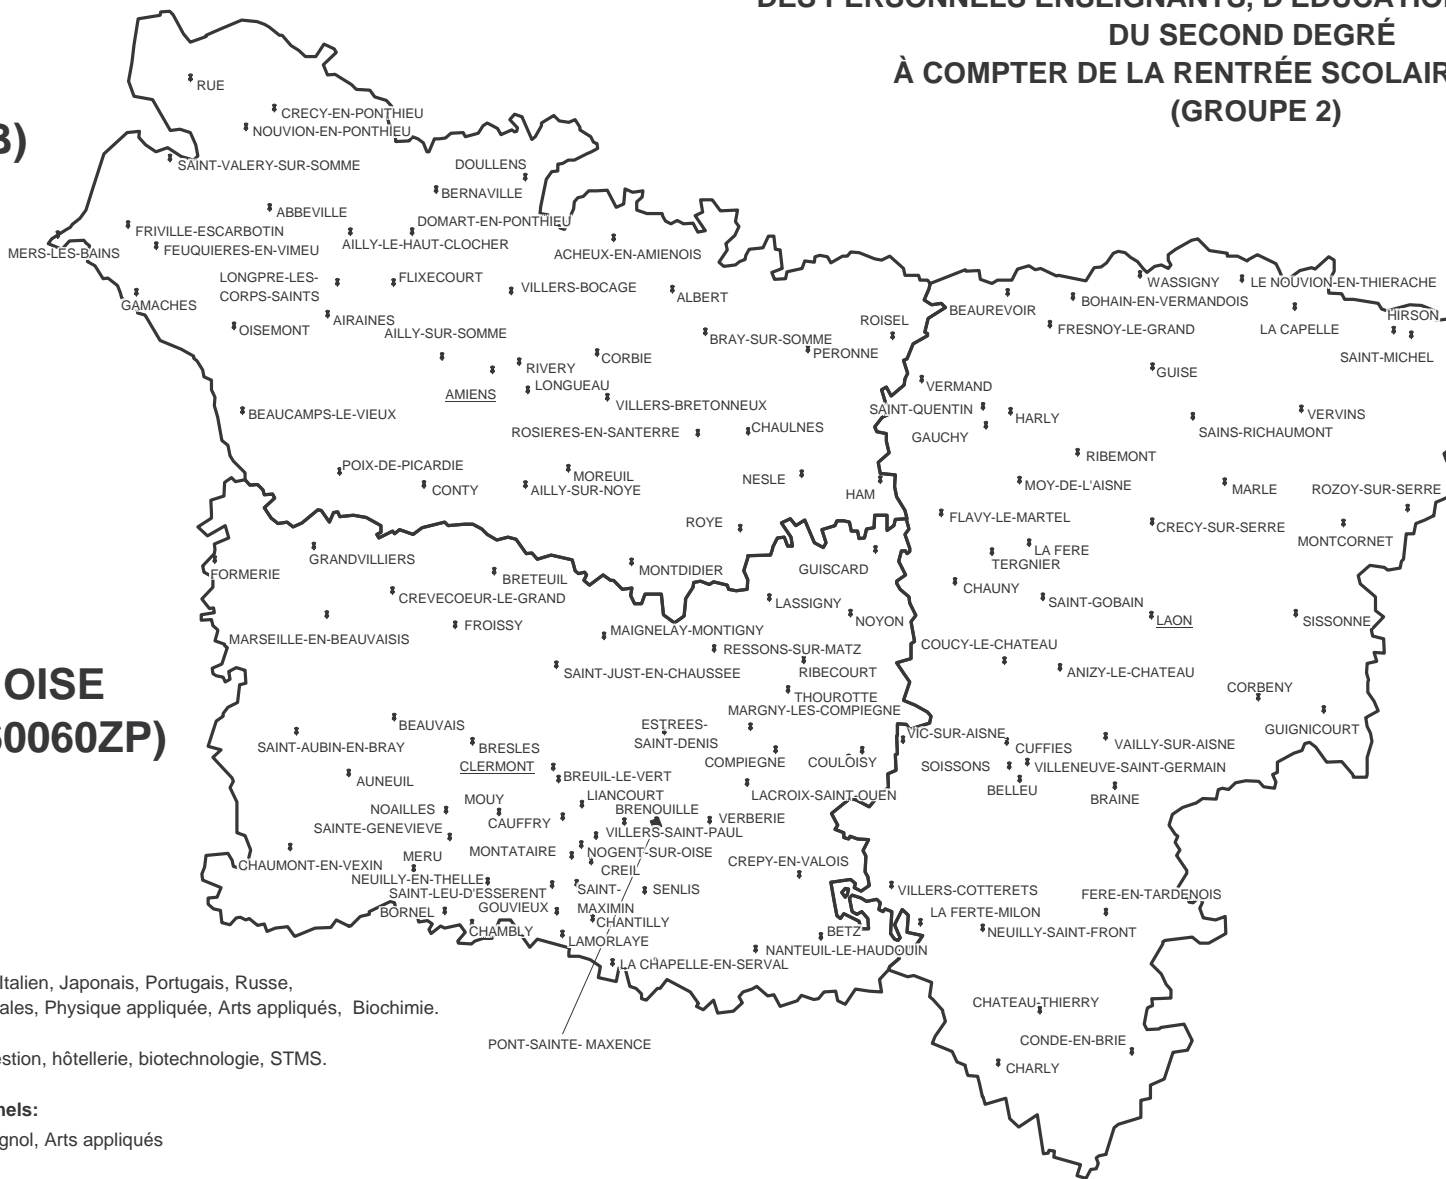 DES PERSONNELS ENSEIGNANTS, D'EDUCATION
DU SECOND DEGRÉ
À COMPTER DE LA RENTRÉE SCOLAIR
(GROUPE 2)
B)
RUE
CRECY-EN-PONTHIEU
NOUVION-EN-PONTHIEU
SAINT-VALERY-SUR-SOMME
DOULLENS
BERNAVILLE
ABBEVILLE
DOMART-EN-PONTHIEU
FRIVILLE-ESCARBOTIN
AILLY-LE-HAUT-CLOCHER
MERS-LES-BAINS
FEUQUIERES-EN-VIMEU
ACHEUX-EN-AMIENOIS
LONGPRE-LES-
CORPS-SAINTS
FLIXECOURT
VILLERS-BOCAGE
ALBERT
GAMACHES
OISEMONT
AIRAINES
AILLY-SUR-SOMME
BRAY-SUR-SOMME
ROISEL
PERONNE
CORBIE
RIVERY
LONGUEAU
AMIENS
VILLERS-BRETONNEUX
BEAUCAMPS-LE-VIEUX
ROSIERES-EN-SANTERRE
CHAULNES
POIX-DE-PICARDIE
CONTY
MOREUIL
AILLY-SUR-NOYE
NESLE
HAM
ROYE
MONTDIDIER
BEAUREVOIR
WASSIGNY
LE NOUVION-EN-THIERACHE
BOHAIN-EN-VERMANDOIS
FRESNOY-LE-GRAND
LA CAPELLE
HIRSON
SAINT-MICHEL
GUISE
VERMAND
SAINT-QUENTIN
HARLY
GAUCHY
VERVINS
SAINS-RICHAUMONT
RIBEMONT
MOY-DE-L'AISNE
MARLE
ROZOY-SUR-SERRE
FLAVY-LE-MARTEL
CRECY-SUR-SERRE
MONTCORNET
LA FERE
TERGNIER
CHAUNY
SAINT-GOBAIN
LAON
SISSONNE
COUCY-LE-CHATEAU
ANIZY-LE-CHATEAU
CORBENY
GUIGNICOURT
VIC-SUR-AISNE
CUFFIES
VAILLY-SUR-AISNE
SOISSONS
VILLENEUVE-SAINT-GERMAIN
BELLEU
BRAINE
VILLERS-COTTERETS
FERE-EN-TARDENOIS
LA FERTE-MILON
NEUILLY-SAINT-FRONT
CHATEAU-THIERRY
CONDE-EN-BRIE
CHARLY
OISE
60060ZP)
GRANDVILLIERS
FORMERIE
BRETEUIL
CREVECOEUR-LE-GRAND
GUISCARD
LASSIGNY
NOYON
FROISSY
MARSEILLE-EN-BEAUVAISIS
MAIGNELAY-MONTIGNY
RESSONS-SUR-MATZ
RIBECOURT
SAINT-JUST-EN-CHAUSSEE
THOUROTTE
MARGNY-LES-COMPIEGNE
BEAUVAIS
ESTREES-
SAINT-DENIS
SAINT-AUBIN-EN-BRAY
BRESLES
CLERMONT
COMPIEGNE
COULOISY
AUNEUIL
BREUIL-LE-VERT
LIANCOURT
LACROIX-SAINT-OUEN
NOAILLES
MOUY
CAUFFRY
BRENOUILLE
VERBERIE
SAINTE-GENEVIEVE
VILLERS-SAINT-PAUL
CHAUMONT-EN-VEXIN
MERU
MONTATAIRE
NOGENT-SUR-OISE
CREPY-EN-VALOIS
CREIL
NEUILLY-EN-THELLE
SAINT-LEU-D'ESSERENT
SAINT-
MAXIMIN
SENLIS
BORNEL
GOUVIEUX
CHANTILLY
CHAMBLY
LAMORLAYE
BETZ
NANTEUIL-LE-HAUDOUIN
LA CHAPELLE-EN-SERVAL
PONT-SAINTE- MAXENCE
Italien, Japonais, Portugais, Russe,
ales, Physique appliquée, Arts appliqués, Biochimie.
estion, hôtellerie, biotechnologie, STMS.
nels:
gnol, Arts appliqués